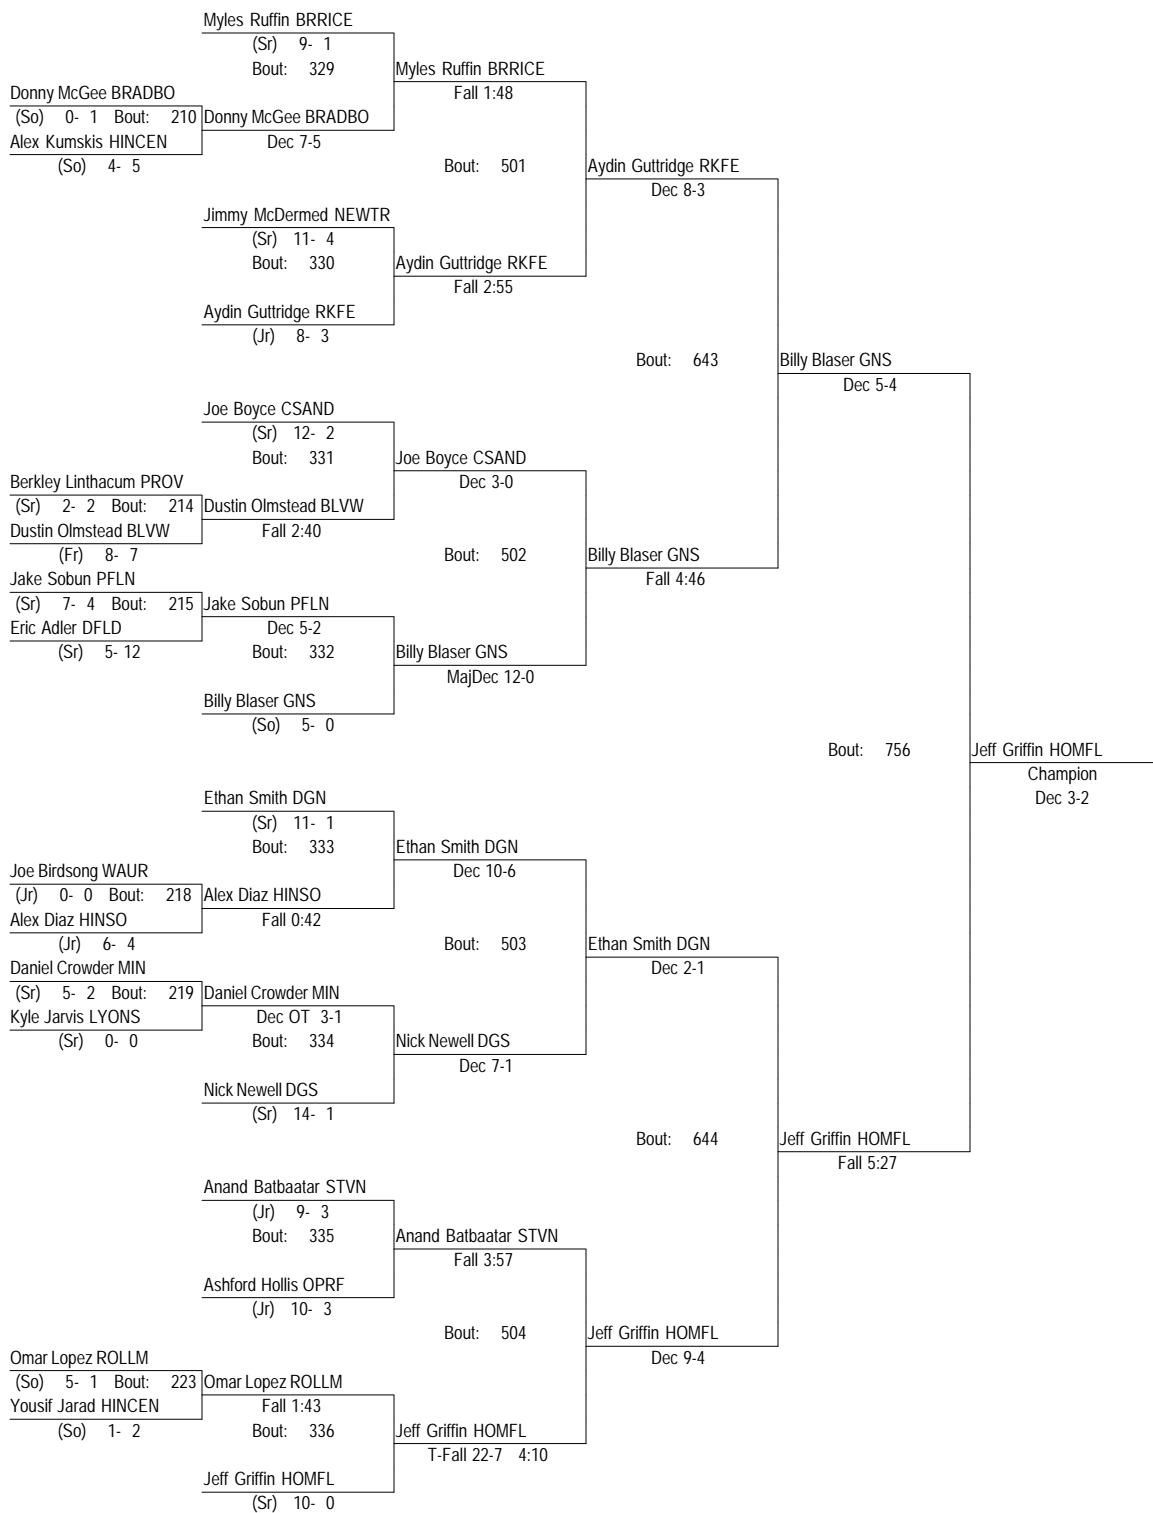 Myles Ruffin BRRICE
(Sr) 9- 1
Bout: 329 Myles Ruffin BRRICE
Donny McGee BRADBO Fall 1:48
(So) 0- 1 Bout: 210 Donny McGee BRADBO
Alex Kumskis HINCEN Dec 7-5
(So) 4- 5 Bout: 501 Aydin Guttridge RKFE
Dec 8-3
Jimmy McDermed NEWTR
(Sr) 11- 4
Bout: 330 Aydin Guttridge RKFE
Fall 2:55
Aydin Guttridge RKFE
(Jr) 8- 3
Bout: 643 Billy Blaser GNS
Dec 5-4
Joe Boyce CSAND
(Sr) 12- 2
Bout: 331 Joe Boyce CSAND
Berkley Linthacum PROV Dec 3-0
(Sr) 2- 2 Bout: 214 Dustin Olmstead BLVW
Dustin Olmstead BLVW Fall 2:40
(Fr) 8- 7 Bout: 502 Billy Blaser GNS
Jake Sobun PFLN Fall 4:46
(Sr) 7- 4 Bout: 215 Jake Sobun PFLN
Eric Adler DFLD Dec 5-2
(Sr) 5- 12 Bout: 332 Billy Blaser GNS
MajDec 12-0
Billy Blaser GNS
(So) 5- 0
Bout: 756 Jeff Griffin HOMFL
Champion
Ethan Smith DGN Dec 3-2
(Sr) 11- 1
Bout: 333 Ethan Smith DGN
Joe Birdsong WAUR Dec 10-6
(Jr) 0- 0 Bout: 218 Alex Diaz HINSO
Alex Diaz HINSO Fall 0:42
(Jr) 6- 4 Bout: 503 Ethan Smith DGN
Daniel Crowder MIN Dec 2-1
(Sr) 5- 2 Bout: 219 Daniel Crowder MIN
Kyle Jarvis LYONS Dec OT 3-1
(Sr) 0- 0 Bout: 334 Nick Newell DGS
Dec 7-1
Nick Newell DGS
(Sr) 14- 1
Bout: 644 Jeff Griffin HOMFL
Fall 5:27
Anand Batbaatar STVN
(Jr) 9- 3
Bout: 335 Anand Batbaatar STVN
Fall 3:57
Ashford Hollis OPRF
(Jr) 10- 3
Bout: 504 Jeff Griffin HOMFL
Omar Lopez ROLLM Dec 9-4
(So) 5- 1 Bout: 223 Omar Lopez ROLLM
Yousif Jarad HINCEN Fall 1:43
(So) 1- 2 Bout: 336 Jeff Griffin HOMFL
T-Fall 22-7 4:10
Jeff Griffin HOMFL
(Sr) 10- 0